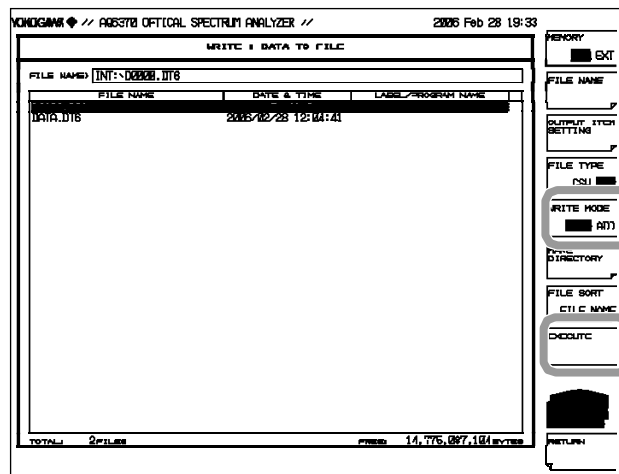 YOKOGAWA ◆ // AQ6370 OPTICAL SPECTRUM ANALYZER // 2006 Feb 28 19:33
WRITE : DATA TO FILE
FILE NAME> INT:\D0000.DT6
FILE NAME DATE & TIME LABEL/PROGRAM NAME
DATA.DT6 2006/02/28 12:04:41
TOTAL: 2FILES FREE: 14,776,087,104BYTES
MEMORY
EXT
FILE NAME
OUTPUT ITEM
SETTING
FILE TYPE
CSV
WRITE MODE
ADD
MAKE
DIRECTORY
FILE SORT
FILE NAME
EXECUTE
RETURN